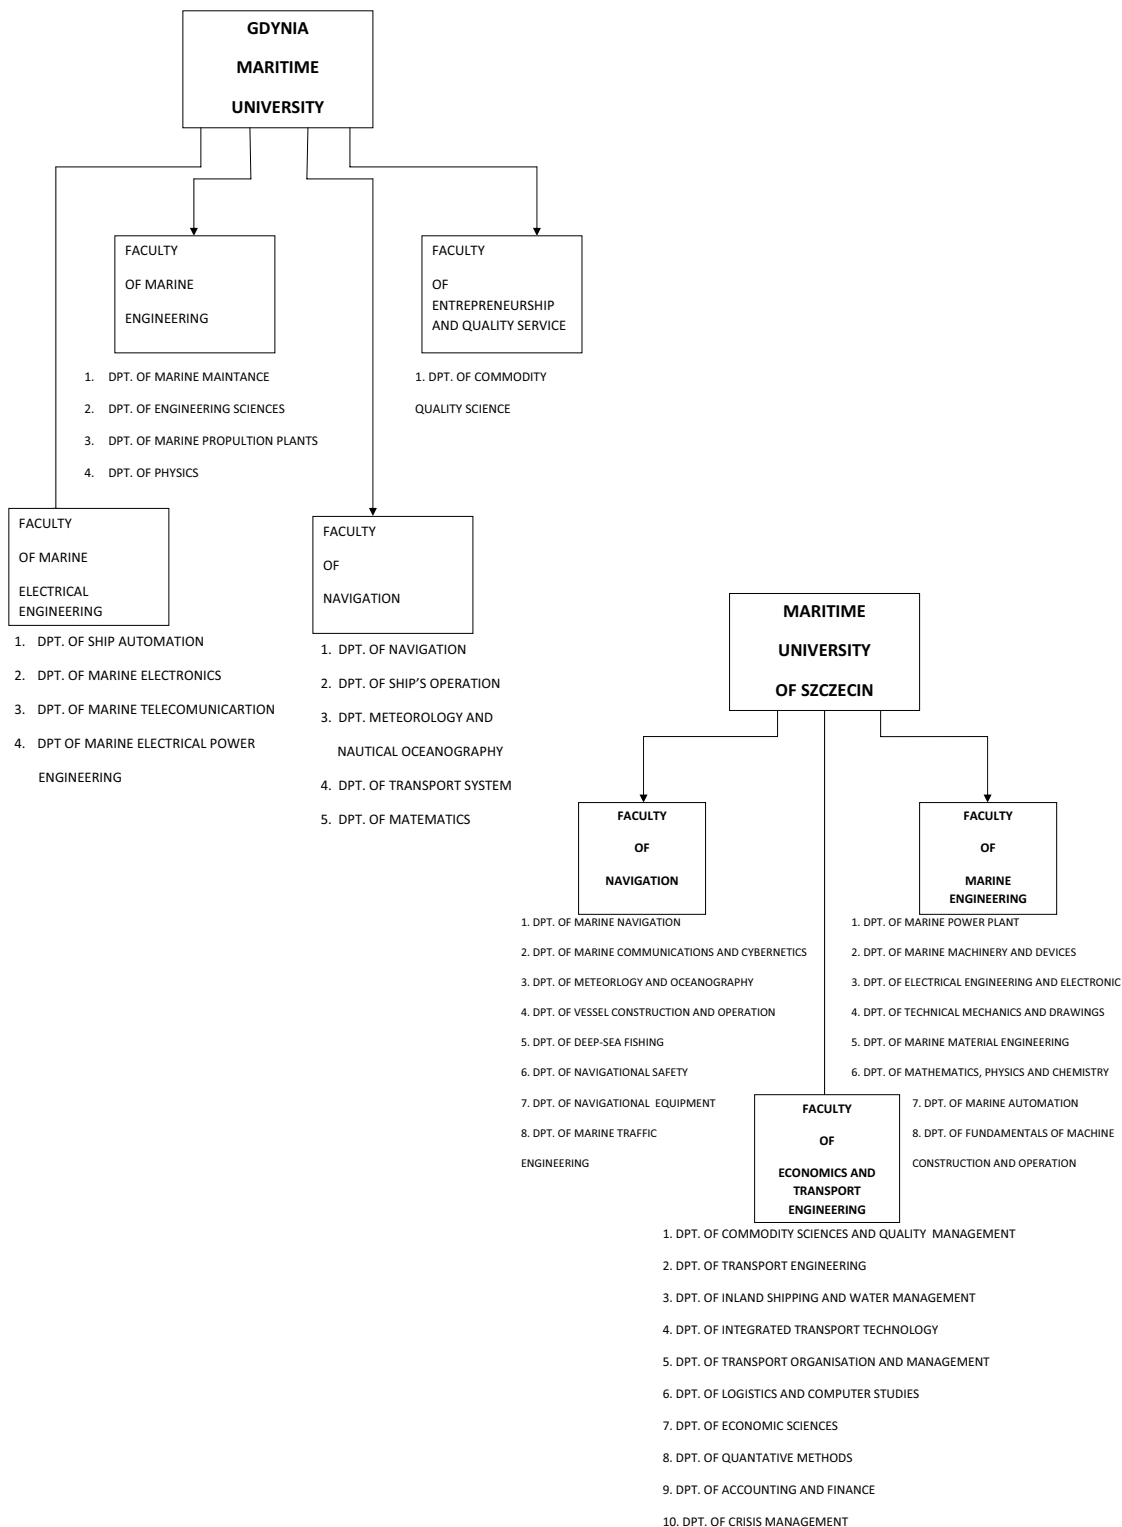 GDYNIA
MARITIME
UNIVERSITY
FACULTY
OF MARINE
ENGINEERING
FACULTY
OF
ENTREPRENEURSHIP
AND QUALITY SERVICE
1. DPT. OF MARINE MAINTANCE
2. DPT. OF ENGINEERING SCIENCES
3. DPT. OF MARINE PROPULTION PLANTS
4. DPT. OF PHYSICS
1. DPT. OF COMMODITY
QUALITY SCIENCE
FACULTY
OF MARINE
ELECTRICAL
ENGINEERING
1. DPT. OF SHIP AUTOMATION
2. DPT. OF MARINE ELECTRONICS
3. DPT. OF MARINE TELECOMUNICARTION
4. DPT OF MARINE ELECTRICAL POWER
ENGINEERING
FACULTY
OF
NAVIGATION
1. DPT. OF NAVIGATION
2. DPT. OF SHIP'S OPERATION
3. DPT. METEOROLOGY AND
NAUTICAL OCEANOGRAPHY
4. DPT. OF TRANSPORT SYSTEM
5. DPT. OF MATEMATICS
MARITIME
UNIVERSITY
OF SZCZECIN
FACULTY
OF
NAVIGATION
1. DPT. OF MARINE NAVIGATION
2. DPT. OF MARINE COMMUNICATIONS AND CYBERNETICS
3. DPT. OF METEORLOGY AND OCEANOGRAPHY
4. DPT. OF VESSEL CONSTRUCTION AND OPERATION
5. DPT. OF DEEP-SEA FISHING
6. DPT. OF NAVIGATIONAL SAFETY
7. DPT. OF NAVIGATIONAL EQUIPMENT
8. DPT. OF MARINE TRAFFIC
ENGINEERING
FACULTY
OF
MARINE
ENGINEERING
1. DPT. OF MARINE POWER PLANT
2. DPT. OF MARINE MACHINERY AND DEVICES
3. DPT. OF ELECTRICAL ENGINEERING AND ELECTRONIC
4. DPT. OF TECHNICAL MECHANICS AND DRAWINGS
5. DPT. OF MARINE MATERIAL ENGINEERING
6. DPT. OF MATHEMATICS, PHYSICS AND CHEMISTRY
7. DPT. OF MARINE AUTOMATION
8. DPT. OF FUNDAMENTALS OF MACHINE
CONSTRUCTION AND OPERATION
FACULTY
OF
ECONOMICS AND
TRANSPORT
ENGINEERING
1. DPT. OF COMMODITY SCIENCES AND QUALITY MANAGEMENT
2. DPT. OF TRANSPORT ENGINEERING
3. DPT. OF INLAND SHIPPING AND WATER MANAGEMENT
4. DPT. OF INTEGRATED TRANSPORT TECHNOLOGY
5. DPT. OF TRANSPORT ORGANISATION AND MANAGEMENT
6. DPT. OF LOGISTICS AND COMPUTER STUDIES
7. DPT. OF ECONOMIC SCIENCES
8. DPT. OF QUANTATIVE METHODS
9. DPT. OF ACCOUNTING AND FINANCE
10. DPT. OF CRISIS MANAGEMENT